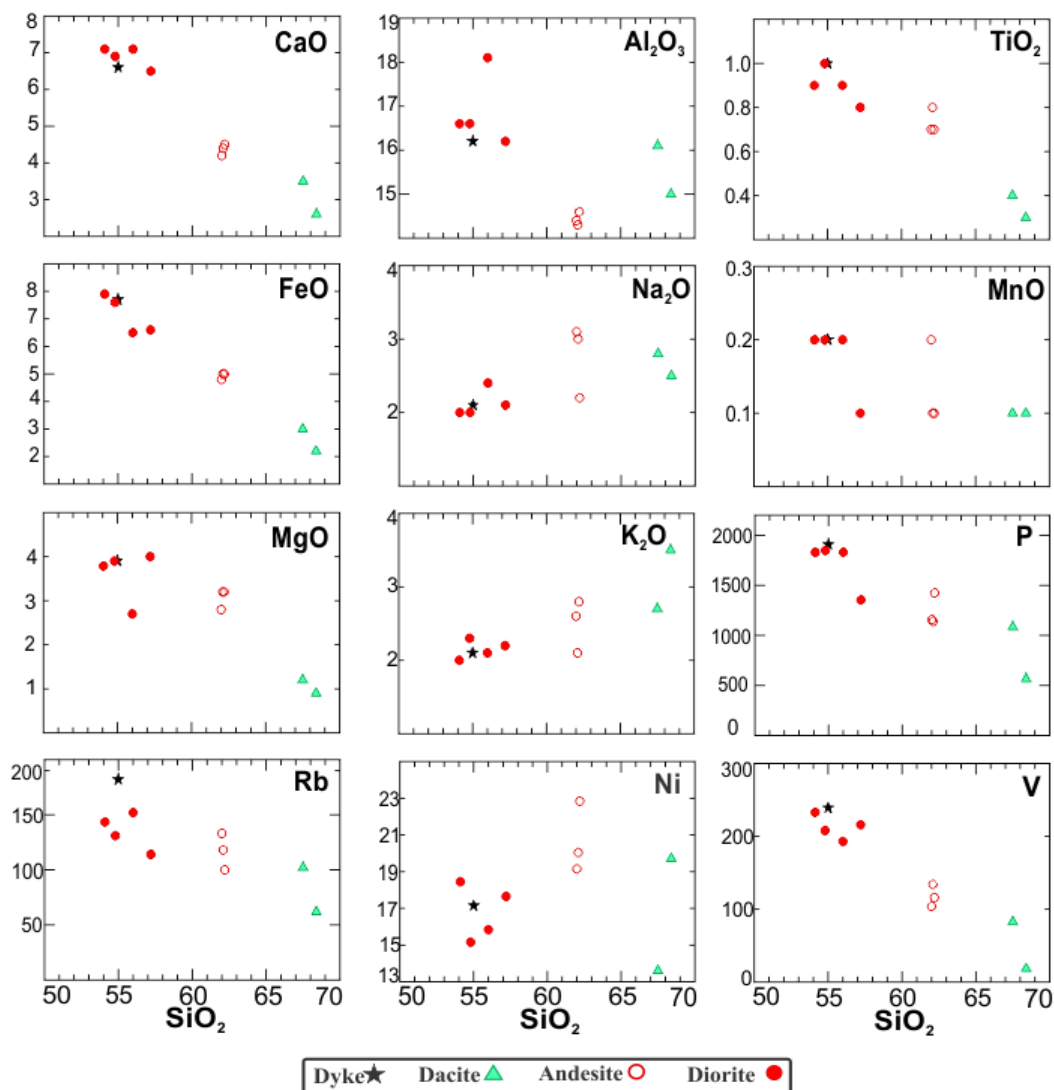 CaO
8
7
6
5
4
3
Al₂O₃
19
18
17
16
15
TiO₂
1.0
0.8
0.6
0.4
FeO
8
7
6
5
4
3
2
Na₂O
4
3
2
MnO
0.3
0.2
0.1
MgO
4
3
2
1
K₂O
4
3
2
P
2000
1500
1000
500
0
Rb
200
150
100
50
50 55 60 65 70
SiO₂
Ni
23
21
19
17
15
13
50 55 60 65 70
SiO₂
V
300
200
100
0
50 55 60 65 70
SiO₂
Dyke Dacite Andesite Diorite